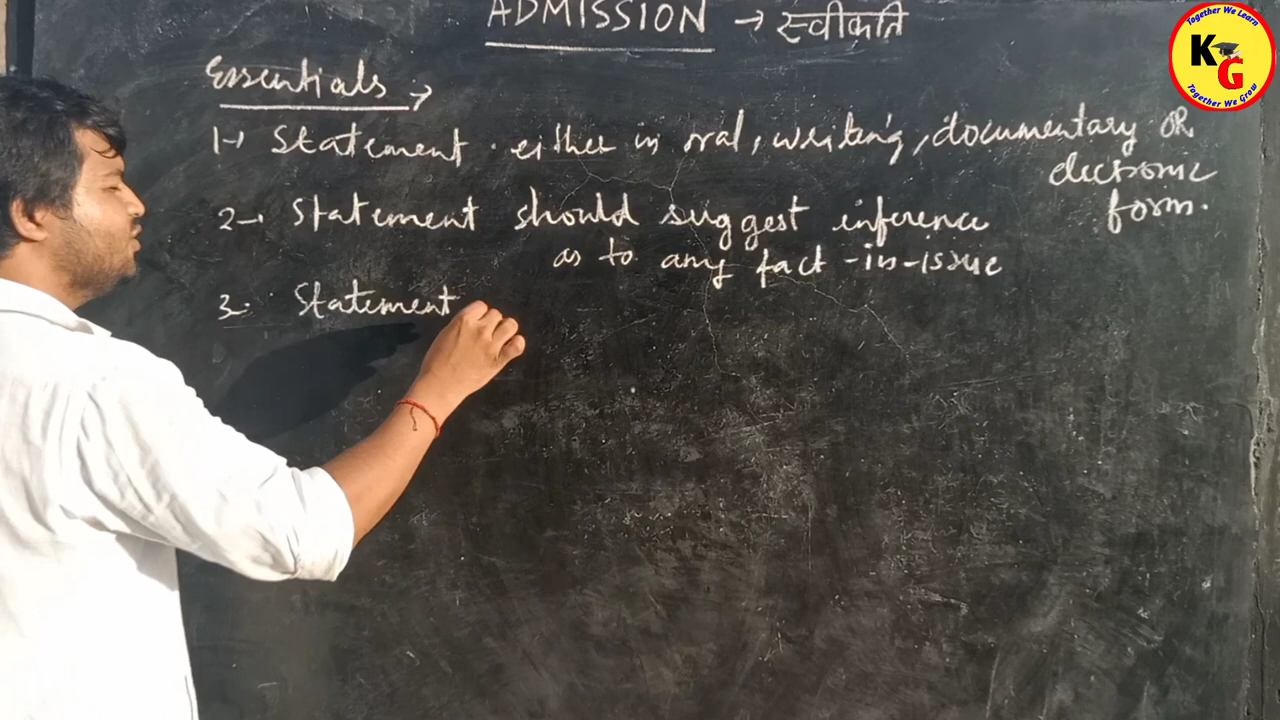 ADMISSION → स्वीकृति
Essentials →
1→ Statement. either in oral, writing, documentary OR
electronic
form.
2→ Statement should suggest inference
as to any fact-in-issue
3. Statement
Together We Learn
KG
Together We Grow